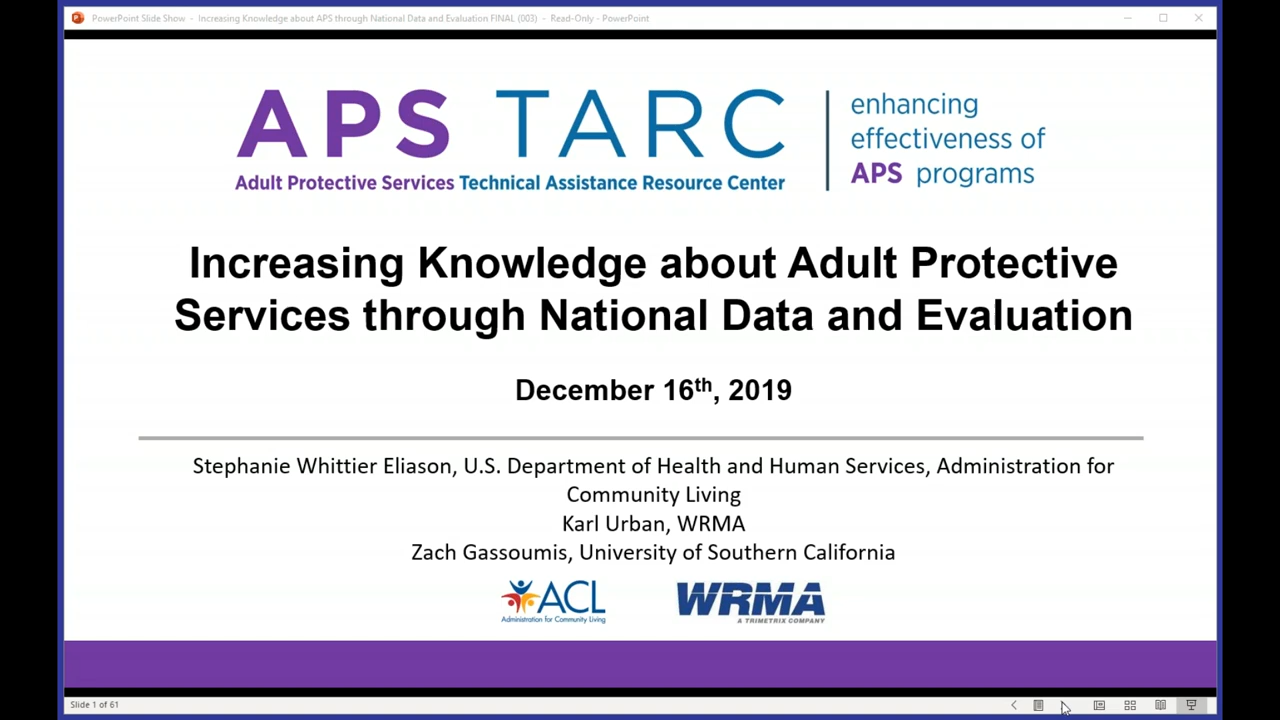 PowerPoint Slide Show - Increasing Knowledge about APS through National Data and Evaluation FINAL (003) - Read-Only - PowerPoint
APS TARC
Adult Protective Services Technical Assistance Resource Center
enhancing
effectiveness of
APS programs
Increasing Knowledge about Adult Protective
Services through National Data and Evaluation
December 16th, 2019
Stephanie Whittier Eliason, U.S. Department of Health and Human Services, Administration for
Community Living
Karl Urban, WRMA
Zach Gassoumis, University of Southern California
ACL
Administration for Community Living
WRMA
A TRIMETRIX COMPANY
Slide 1 of 61